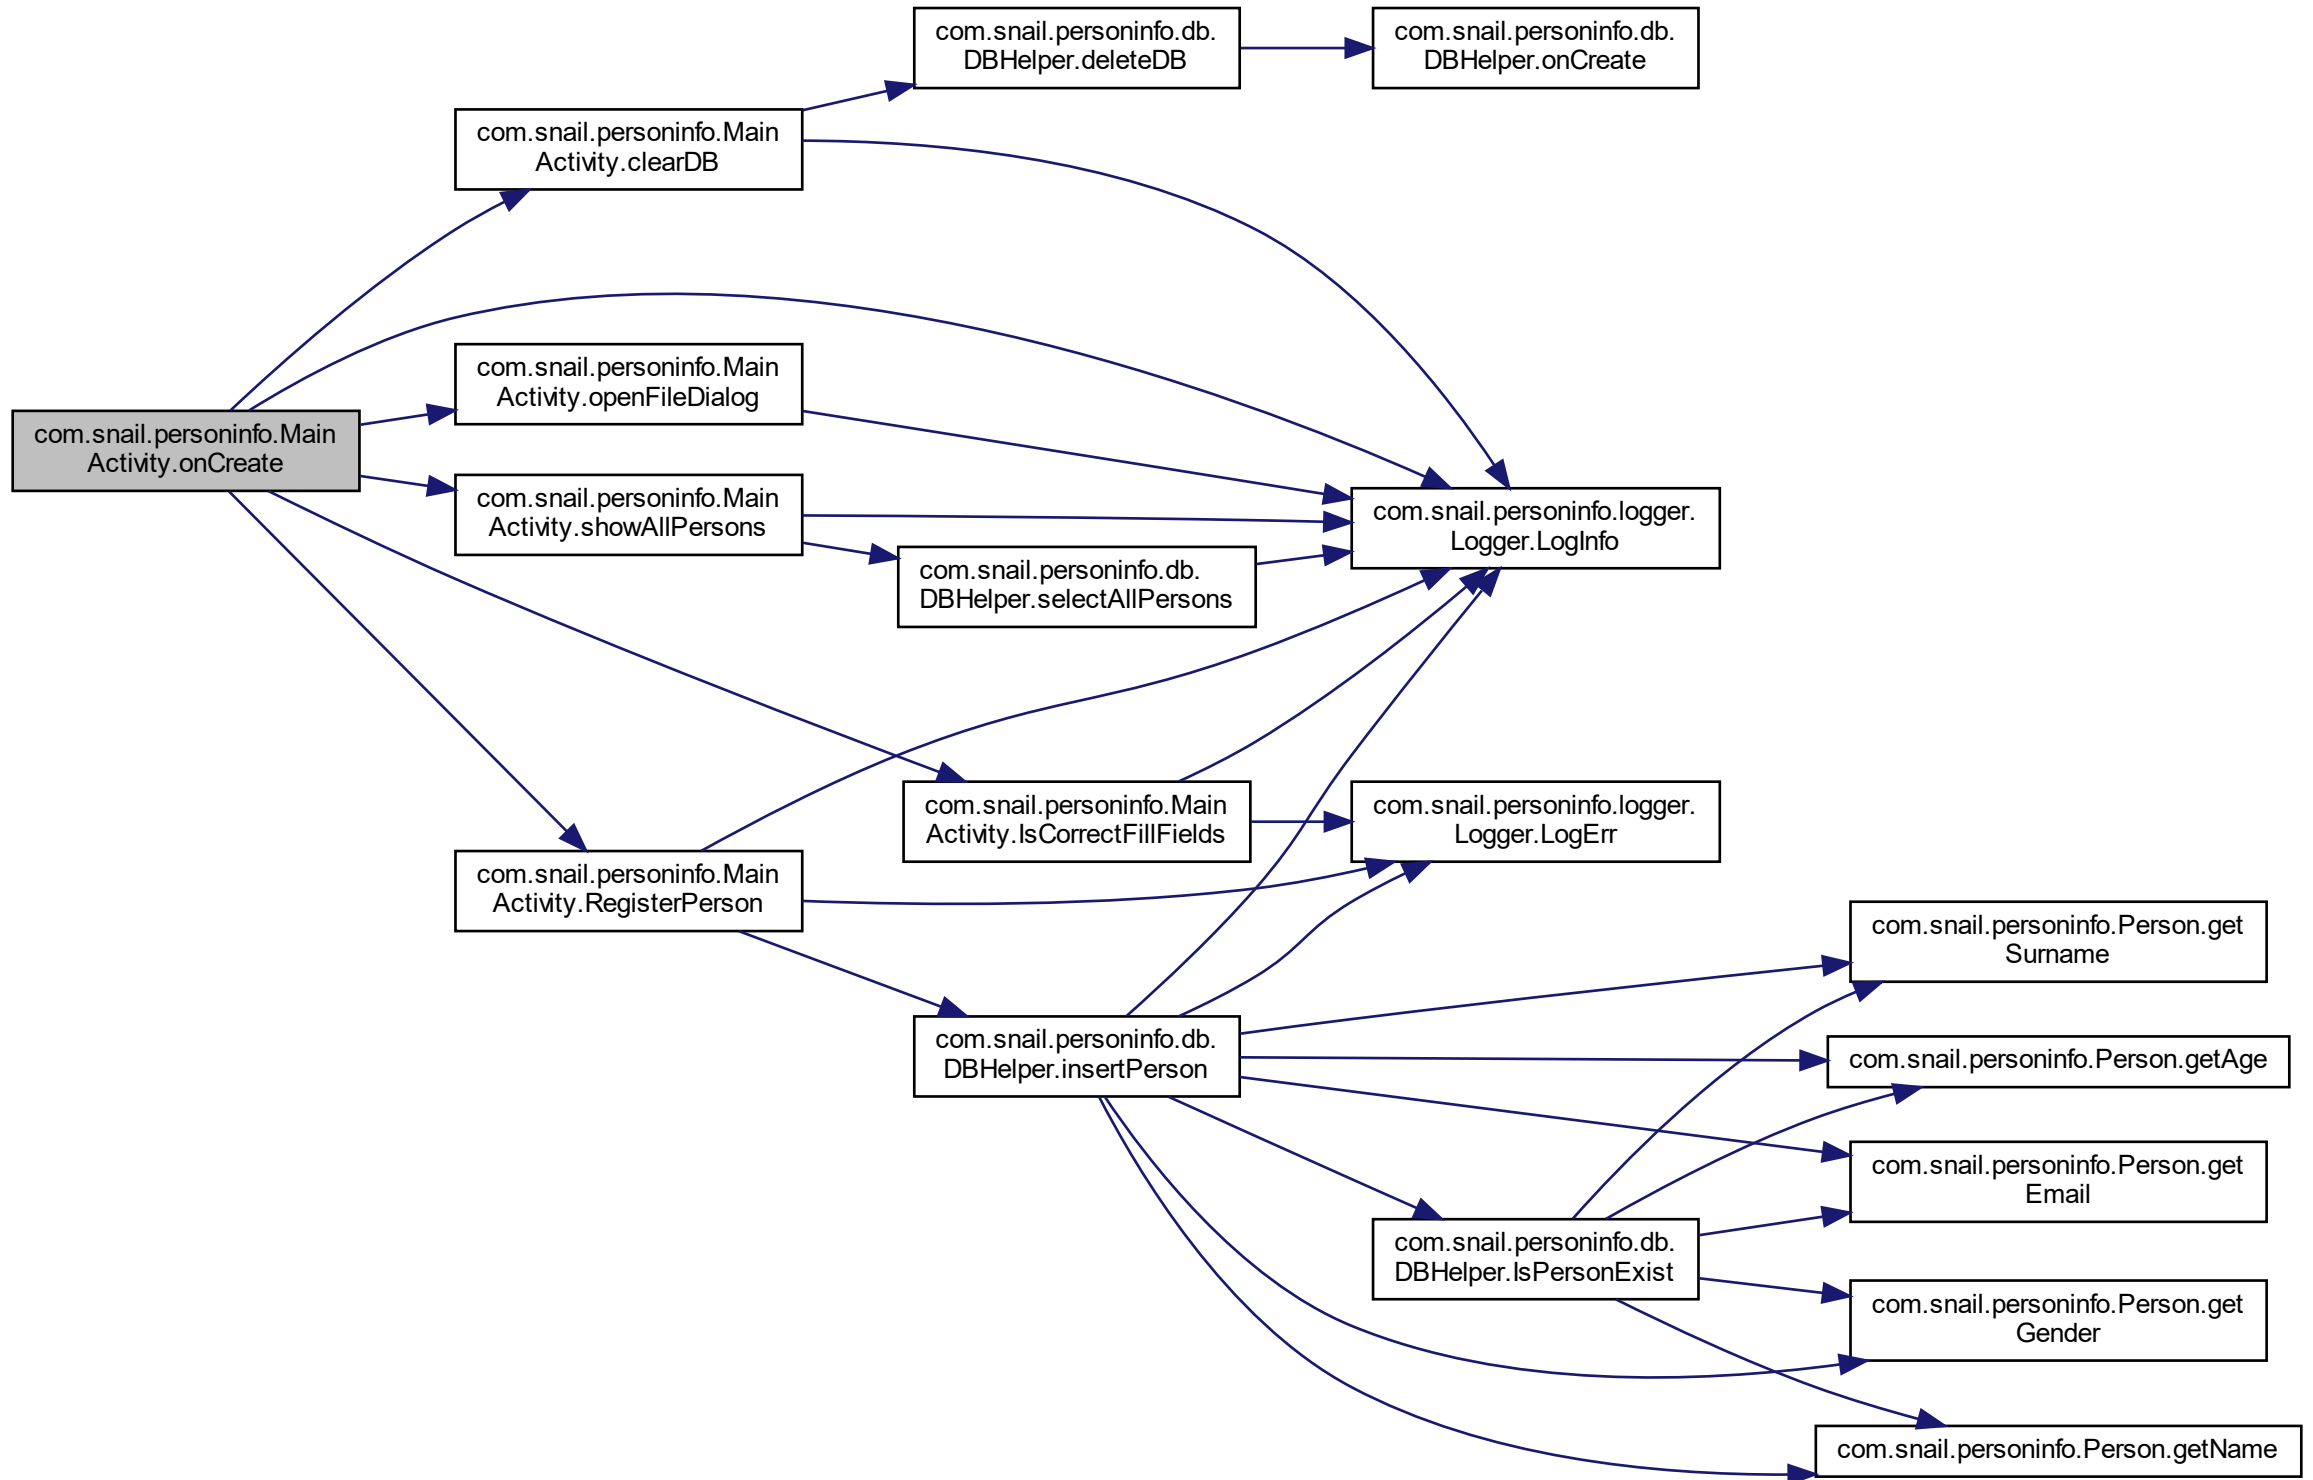 com.snail.personinfo.db.
DBHelper.deleteDB
com.snail.personinfo.db.
DBHelper.onCreate
com.snail.personinfo.Main
Activity.clearDB
com.snail.personinfo.Main
Activity.openFileDialog
com.snail.personinfo.Main
Activity.onCreate
com.snail.personinfo.Main
Activity.showAllPersons
com.snail.personinfo.logger.
Logger.LogInfo
com.snail.personinfo.db.
DBHelper.selectAllPersons
com.snail.personinfo.Main
Activity.IsCorrectFillFields
com.snail.personinfo.logger.
Logger.LogErr
com.snail.personinfo.Main
Activity.RegisterPerson
com.snail.personinfo.Person.get
Surname
com.snail.personinfo.db.
DBHelper.insertPerson
com.snail.personinfo.Person.getAge
com.snail.personinfo.Person.get
Email
com.snail.personinfo.db.
DBHelper.IsPersonExist
com.snail.personinfo.Person.get
Gender
com.snail.personinfo.Person.getName